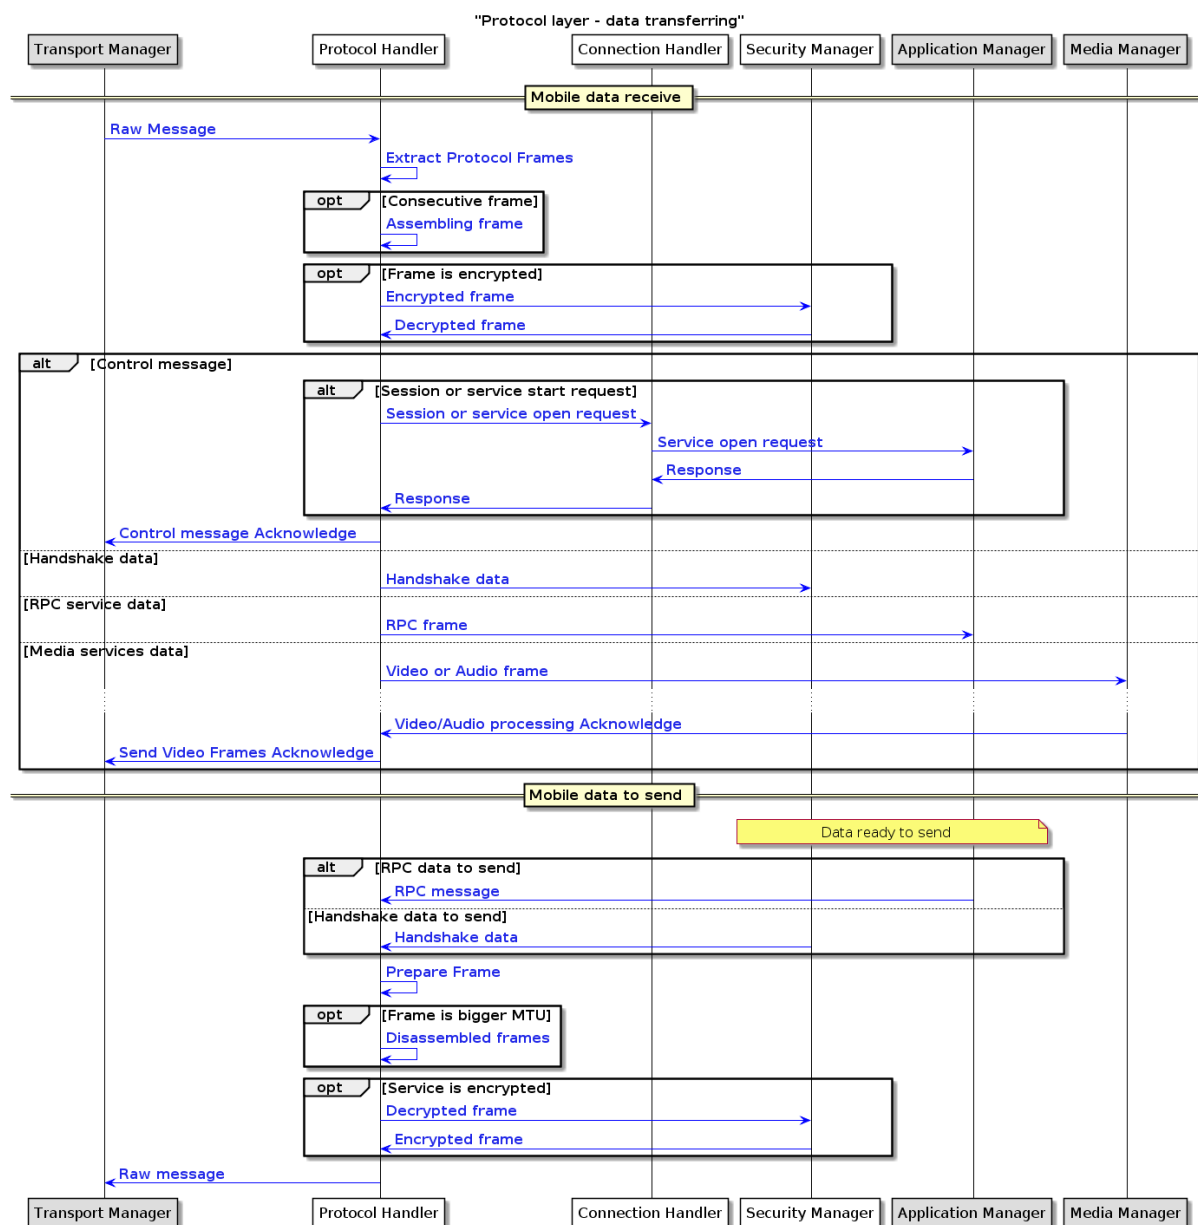 "Protocol layer - data transferring"
Transport Manager Protocol Handler Connection Handler Security Manager Application Manager Media Manager
Mobile data receive
Raw Message
Extract Protocol Frames
opt [Consecutive frame]
Assembling frame
opt [Frame is encrypted]
Encrypted frame
Decrypted frame
alt [Control message]
alt [Session or service start request]
Session or service open request
Service open request
Response
Response
Control message Acknowledge
[Handshake data]
Handshake data
[RPC service data]
RPC frame
[Media services data]
Video or Audio frame
Video/Audio processing Acknowledge
Send Video Frames Acknowledge
Mobile data to send
Data ready to send
alt [RPC data to send]
RPC message
[Handshake data to send]
Handshake data
Prepare Frame
opt [Frame is bigger MTU]
Disassembled frames
opt [Service is encrypted]
Decrypted frame
Encrypted frame
Raw message
Transport Manager Protocol Handler Connection Handler Security Manager Application Manager Media Manager